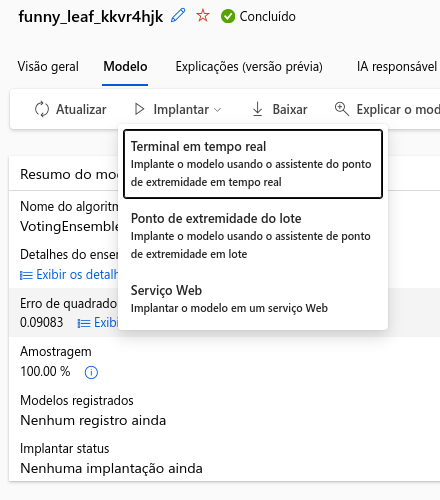 funny_leaf_kkvr4hjk Concluído
Visão geral Modelo Explicações (versão prévia) IA responsável
Atualizar Implantar Baixar Explicar o mod
Terminal em tempo real
Implante o modelo usando o assistente do ponto
de extremidade em tempo real
Ponto de extremidade do lote
Implante o modelo usando o assistente de ponto
de extremidade em lote
Serviço Web
Implantar o modelo em um serviço Web
Resumo do mo
Nome do algoritm
VotingEnsemble
Detalhes do ensem
Exibir os detalh
Erro de quadrado
0.09083 Exibi
Amostragem
100.00 %
Modelos registrados
Nenhum registro ainda
Implantar status
Nenhuma implantação ainda